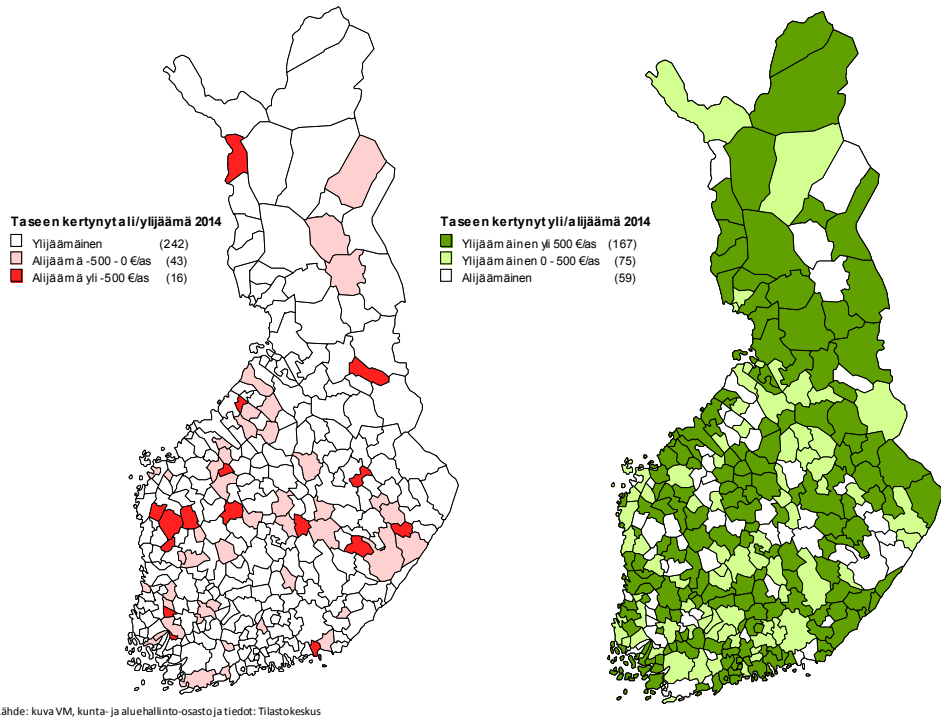 Taseen kertynyt ali/ylijäämä 2014
Ylijäämäinen (242)
Alijäämä -500 - 0 €/as (43)
Alijäämä yli -500 €/as (16)
Taseen kertynyt yli/alijäämä 2014
Ylijäämäinen yli 500 €/as (167)
Ylijäämäinen 0 - 500 €/as (75)
Alijäämäinen (59)
ähde: kuva VM, kunta- ja aluehallinto-osasto ja tiedot: Tilastokeskus